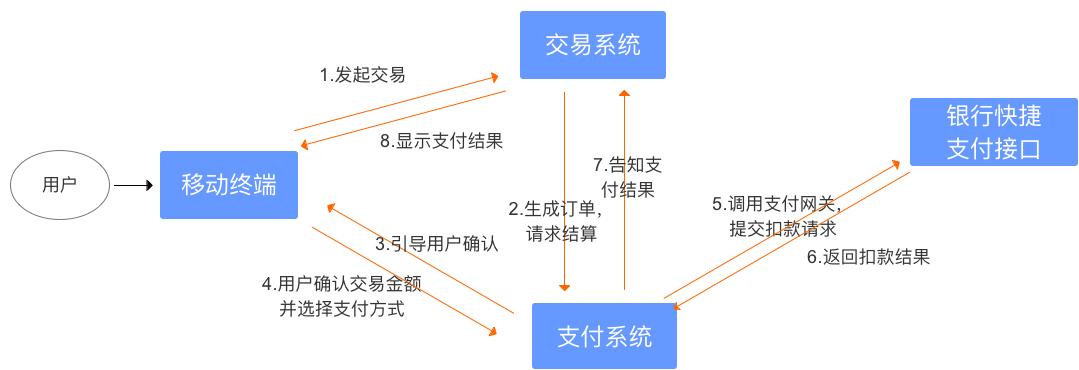 交易系统
1.发起交易
银行快捷
支付接口
8.显示支付结果
7.告知支
付结果
用户
移动终端
2.生成订单，
请求结算
5.调用支付网关，
提交扣款请求
3.引导用户确认
6.返回扣款结果
4.用户确认交易金额
并选择支付方式
支付系统